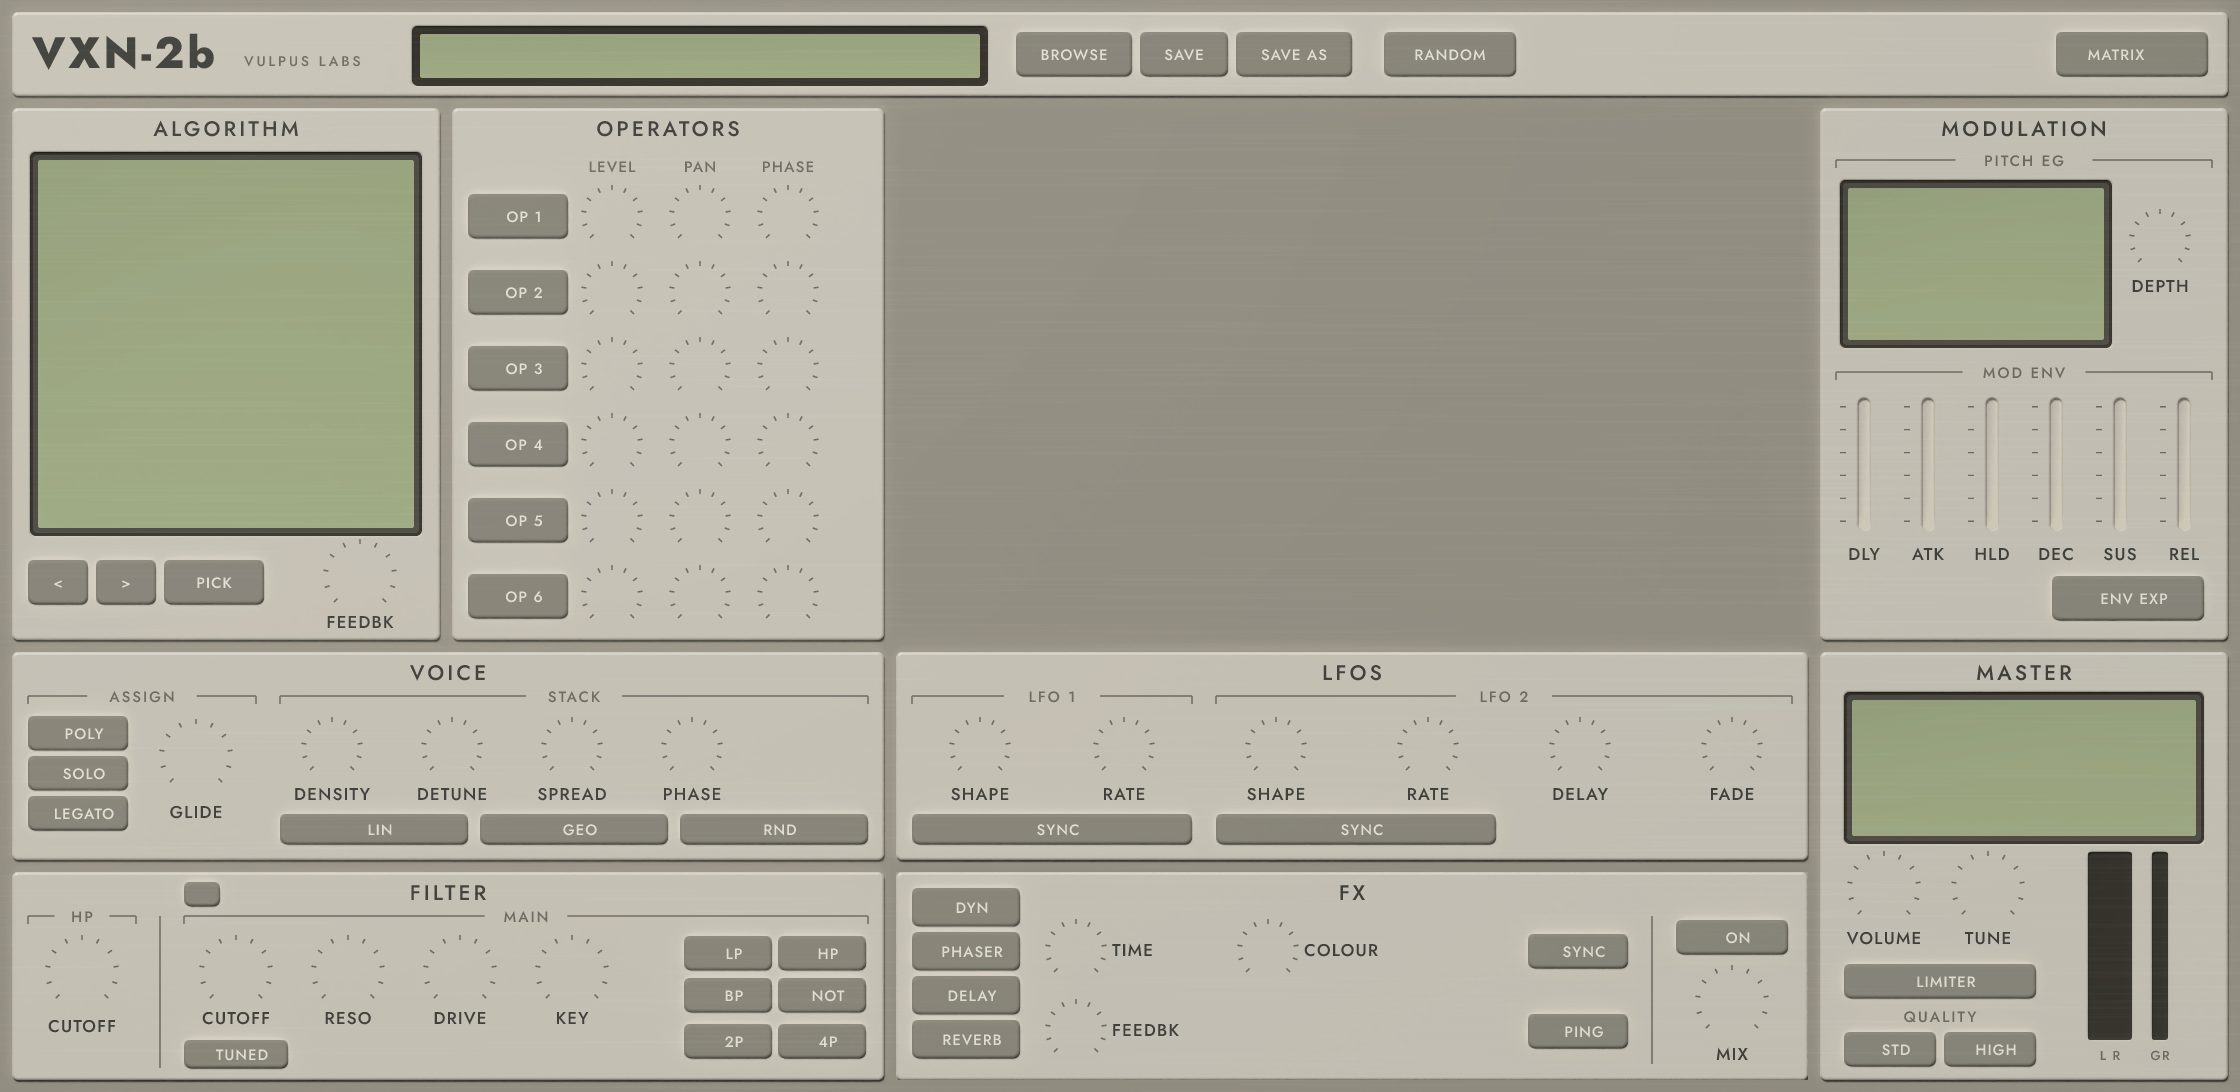 VXN-2b VULPUS LABS BROWSE SAVE SAVE AS RANDOM MATRIX
ALGORITHM
< > PICK
FEEDBK
OPERATORS
LEVEL PAN PHASE
OP 1
OP 2
OP 3
OP 4
OP 5
OP 6
MODULATION
PITCH EG
DEPTH
MOD ENV
DLY ATK HLD DEC SUS REL
ENV EXP
VOICE
ASSIGN
POLY
SOLO
LEGATO
GLIDE
STACK
DENSITY DETUNE SPREAD PHASE
LIN GEO RND
LFOS
LFO 1
SHAPE RATE
SYNC
LFO 2
SHAPE RATE DELAY FADE
SYNC
MASTER
VOLUME TUNE
LIMITER
QUALITY
STD HIGH
L R GR
FILTER
HP
CUTOFF
MAIN
CUTOFF RESO DRIVE KEY
TUNED
LP HP
BP NOT
2P 4P
FX
DYN
PHASER
DELAY
REVERB
TIME COLOUR
FEEDBK
SYNC
PING
ON
MIX